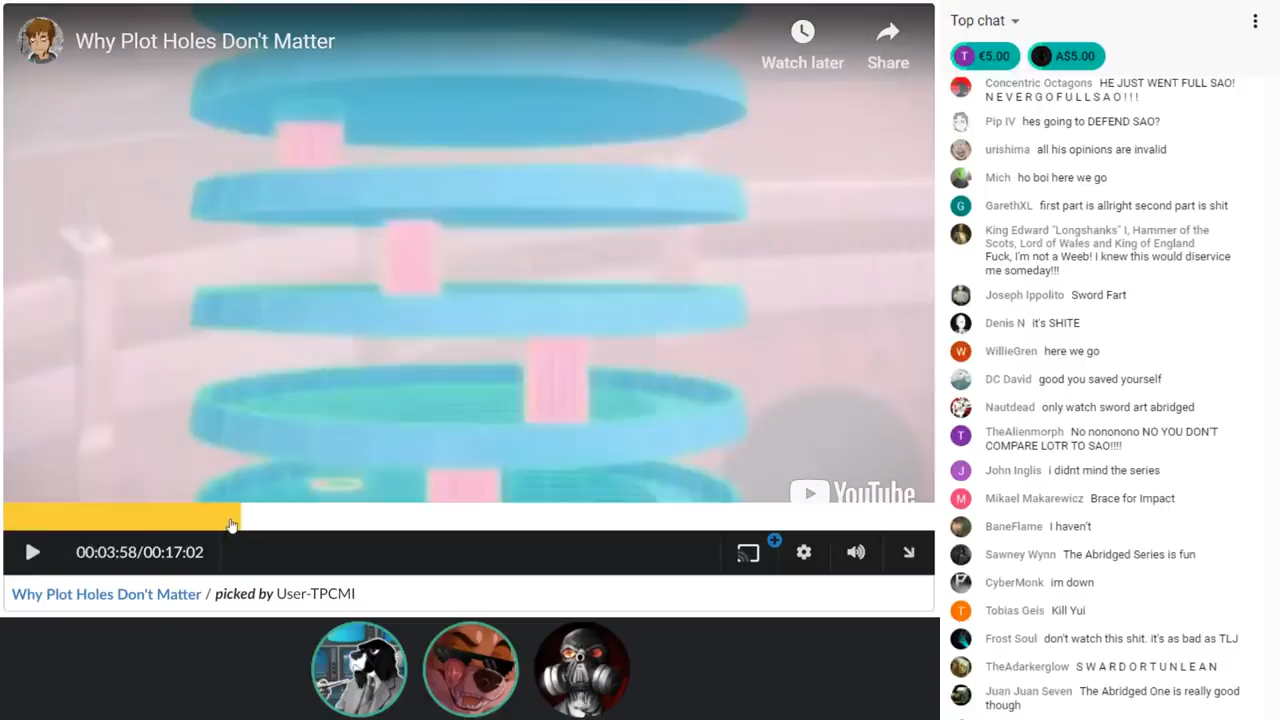 Why Plot Holes Don't Matter
Watch later
Share
YouTube
00:03:58/00:17:02
Why Plot Holes Don't Matter / picked by User-TPCMI
Top chat
T €5.00 A$5.00
Concentric Octagons HE JUST WENT FULL SAO!
N E V E R G O F U L L S A O ! ! !
Pip IV hes going to DEFEND SAO?
urishima all his opinions are invalid
Mich ho boi here we go
G GarethXL first part is allright second part is shit
King Edward "Longshanks" I, Hammer of the
Scots, Lord of Wales and King of England
Fuck, I'm not a Weeb! I knew this would diservice
me someday!!!
Joseph Ippolito Sword Fart
Denis N it's SHITE
W WillieGren here we go
DC David good you saved yourself
Nautdead only watch sword art abridged
T TheAlienmorph No nononono NO YOU DON'T
COMPARE LOTR TO SAO!!!!
J John Inglis i didnt mind the series
M Mikael Makarewicz Brace for Impact
BaneFlame I haven't
Sawney Wynn The Abridged Series is fun
CyberMonk im down
T Tobias Geis Kill Yui
Frost Soul don't watch this shit. it's as bad as TLJ
TheAdarkerglow S W A R D O R T U N L E A N
Juan Juan Seven The Abridged One is really good
though